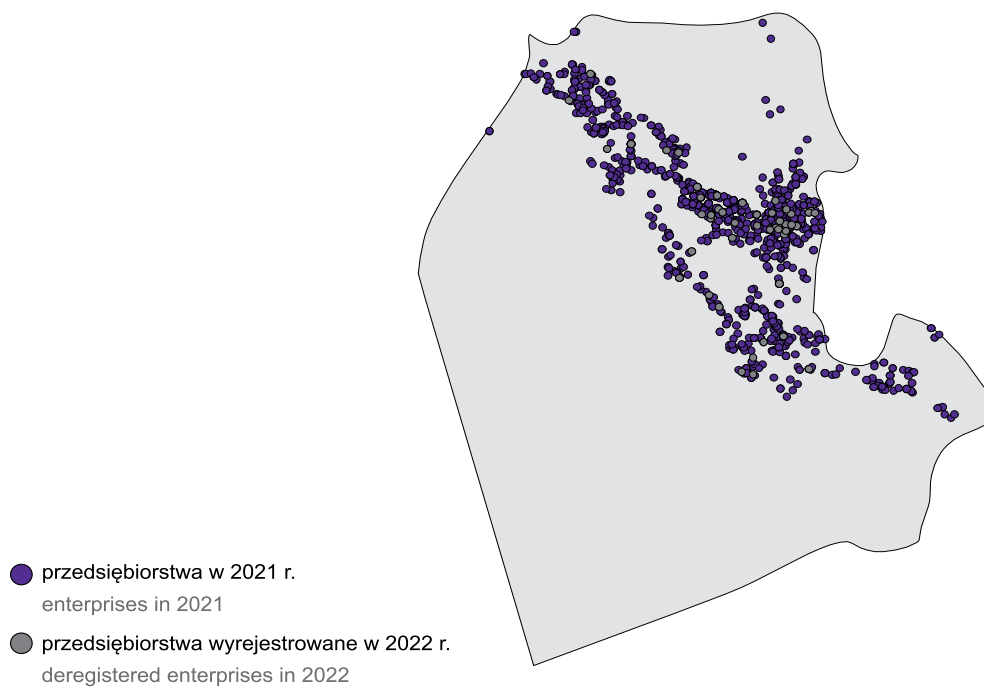 przedsiębiorstwa w 2021 r.
enterprises in 2021
przedsiębiorstwa wyrejestrowane w 2022 r.
deregistered enterprises in 2022